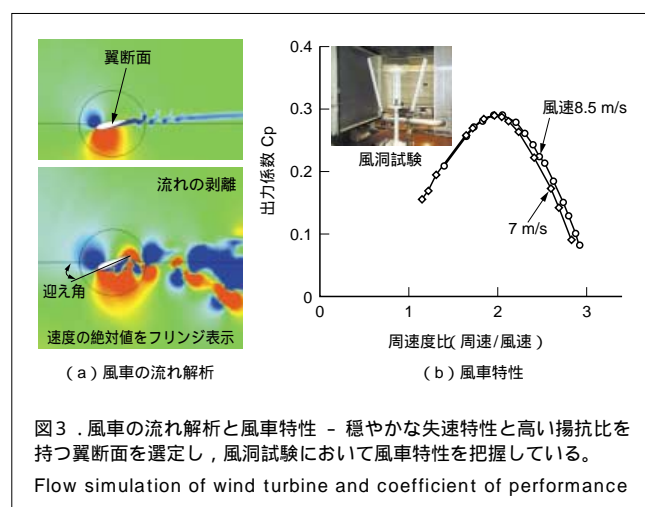 翼断面
流れの剥離
迎え角
速度の絶対値をフリンジ表示
(a)風車の流れ解析
出力係数 Cp
0.4
0.3
0.2
0.1
0
風洞試験
風速8.5 m/s
7 m/s
0 1 2 3
周速度比(周速/風速)
(b)風車特性
図3.風車の流れ解析と風車特性 - 穏やかな失速特性と高い揚抗比を
持つ翼断面を選定し,風洞試験において風車特性を把握している。
Flow simulation of wind turbine and coefficient of performance